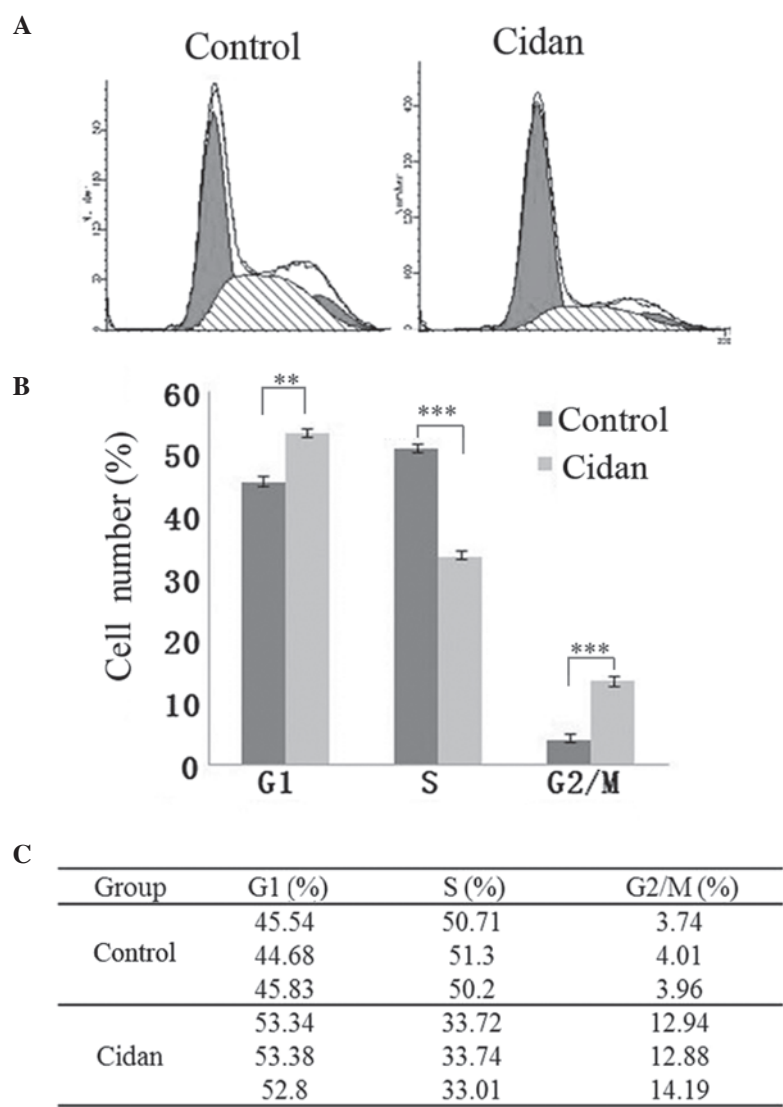 A
Control
Cidan
B
Cell number (%)
60
50
40
30
20
10
0
**
***
***
Control
Cidan
G1 S G2/M
C
Group G1 (%) S (%) G2/M (%)
45.54 50.71 3.74
Control 44.68 51.3 4.01
45.83 50.2 3.96
53.34 33.72 12.94
Cidan 53.38 33.74 12.88
52.8 33.01 14.19